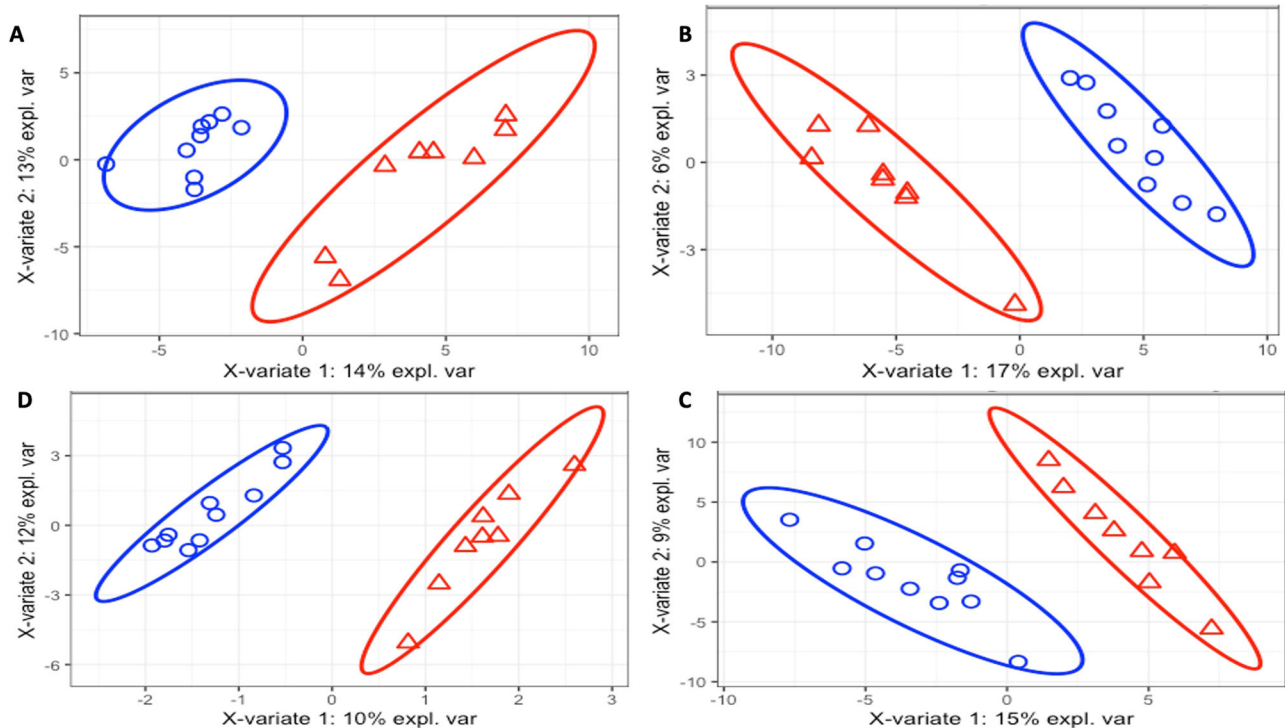 A
X-variate 2: 13% expl. var
5
0
-5
-10
-5
0
5
10
X-variate 1: 14% expl. var
B
X-variate 2: 6% expl. var
3
0
-3
-10
-5
0
5
10
X-variate 1: 17% expl. var
D
X-variate 2: 12% expl. var
3
0
-3
-6
-2
-1
0
1
2
3
X-variate 1: 10% expl. var
C
X-variate 2: 9% expl. var
10
5
0
-5
-10
-10
-5
0
5
X-variate 1: 15% expl. var